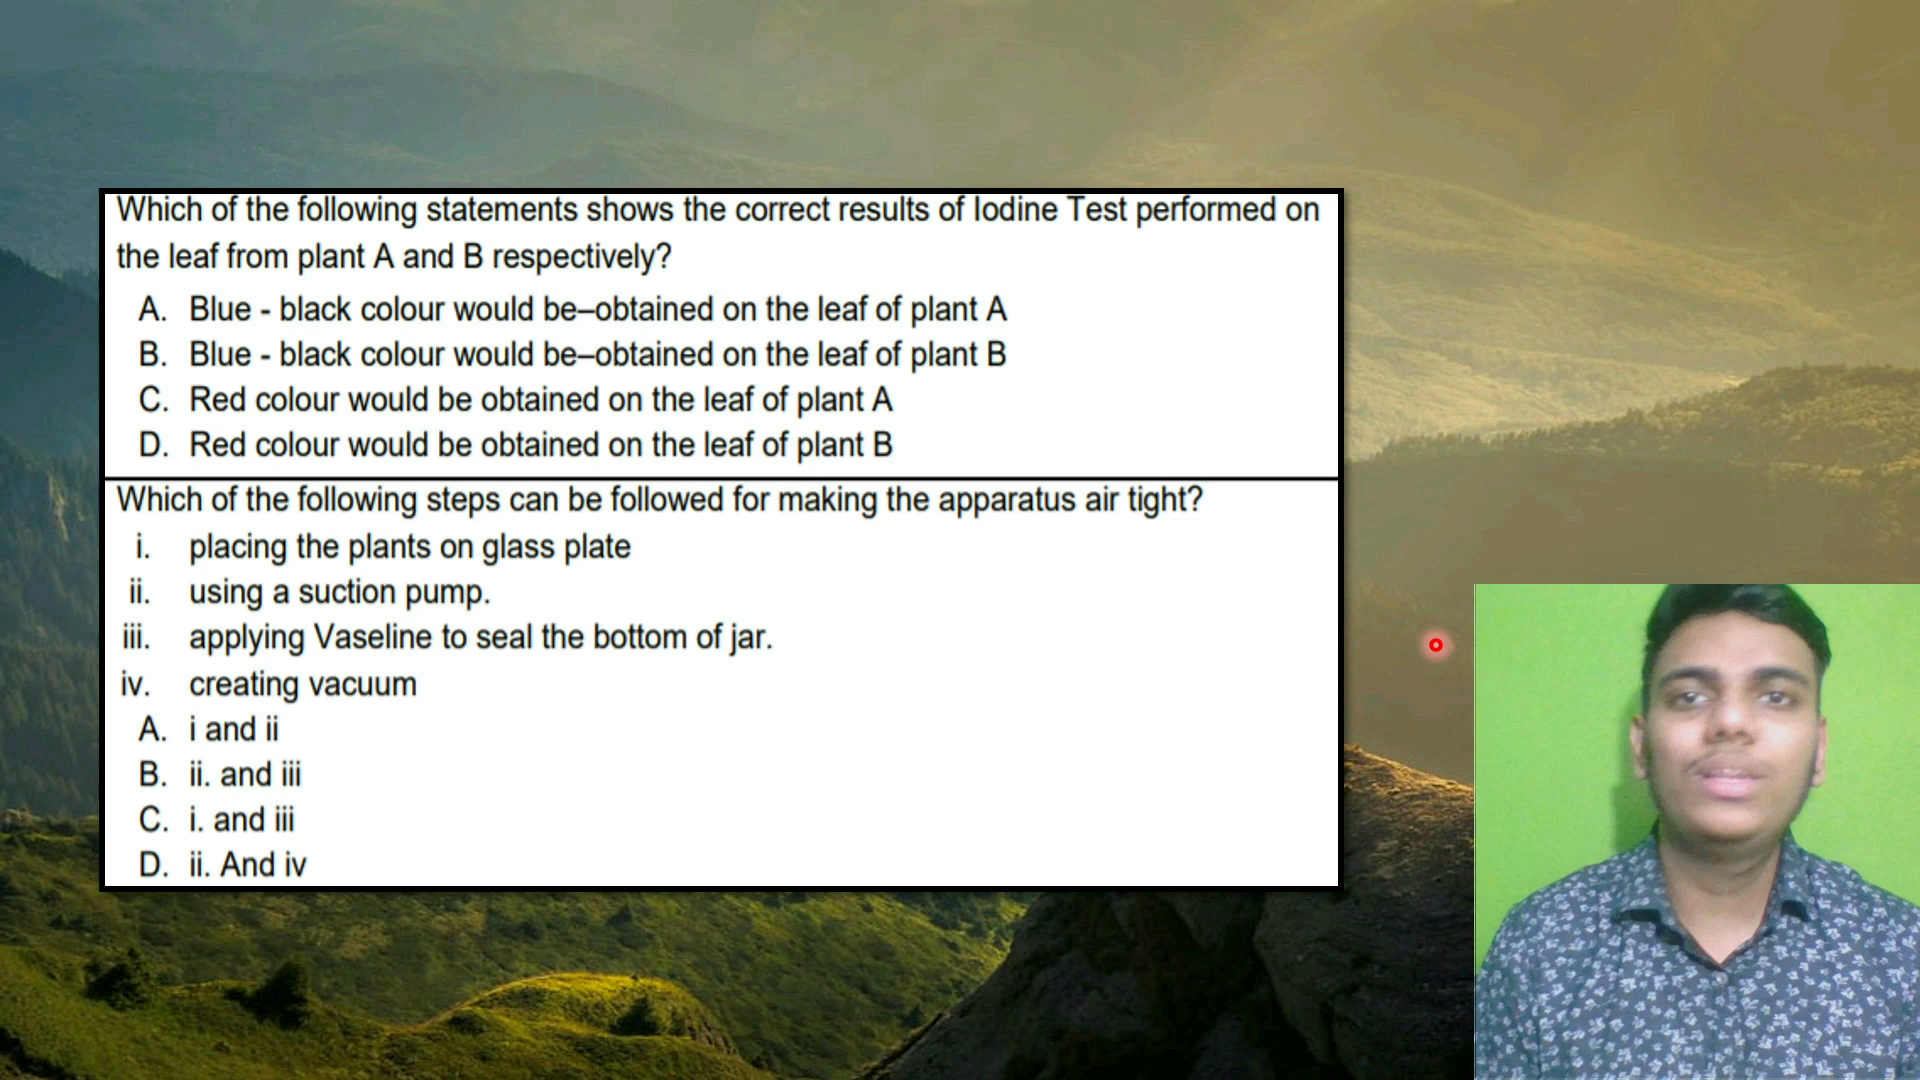 Which of the following statements shows the correct results of Iodine Test performed on
the leaf from plant A and B respectively?
A. Blue - black colour would be–obtained on the leaf of plant A
B. Blue - black colour would be–obtained on the leaf of plant B
C. Red colour would be obtained on the leaf of plant A
D. Red colour would be obtained on the leaf of plant B
Which of the following steps can be followed for making the apparatus air tight?
i. placing the plants on glass plate
ii. using a suction pump.
iii. applying Vaseline to seal the bottom of jar.
iv. creating vacuum
A. i and ii
B. ii. and iii
C. i. and iii
D. ii. And iv